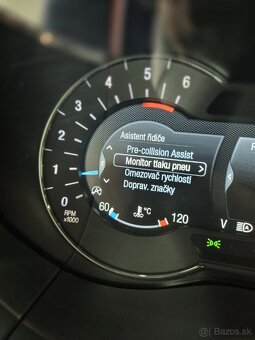 6
5
4
3
2
1
0
RPM
x1000
Asistent řidiče
Pre-collision Assist
Monitor tlaku pneu
Omezovač rychlosti
Doprav. značky
60
°C
120
V
A
© sbazar.sk